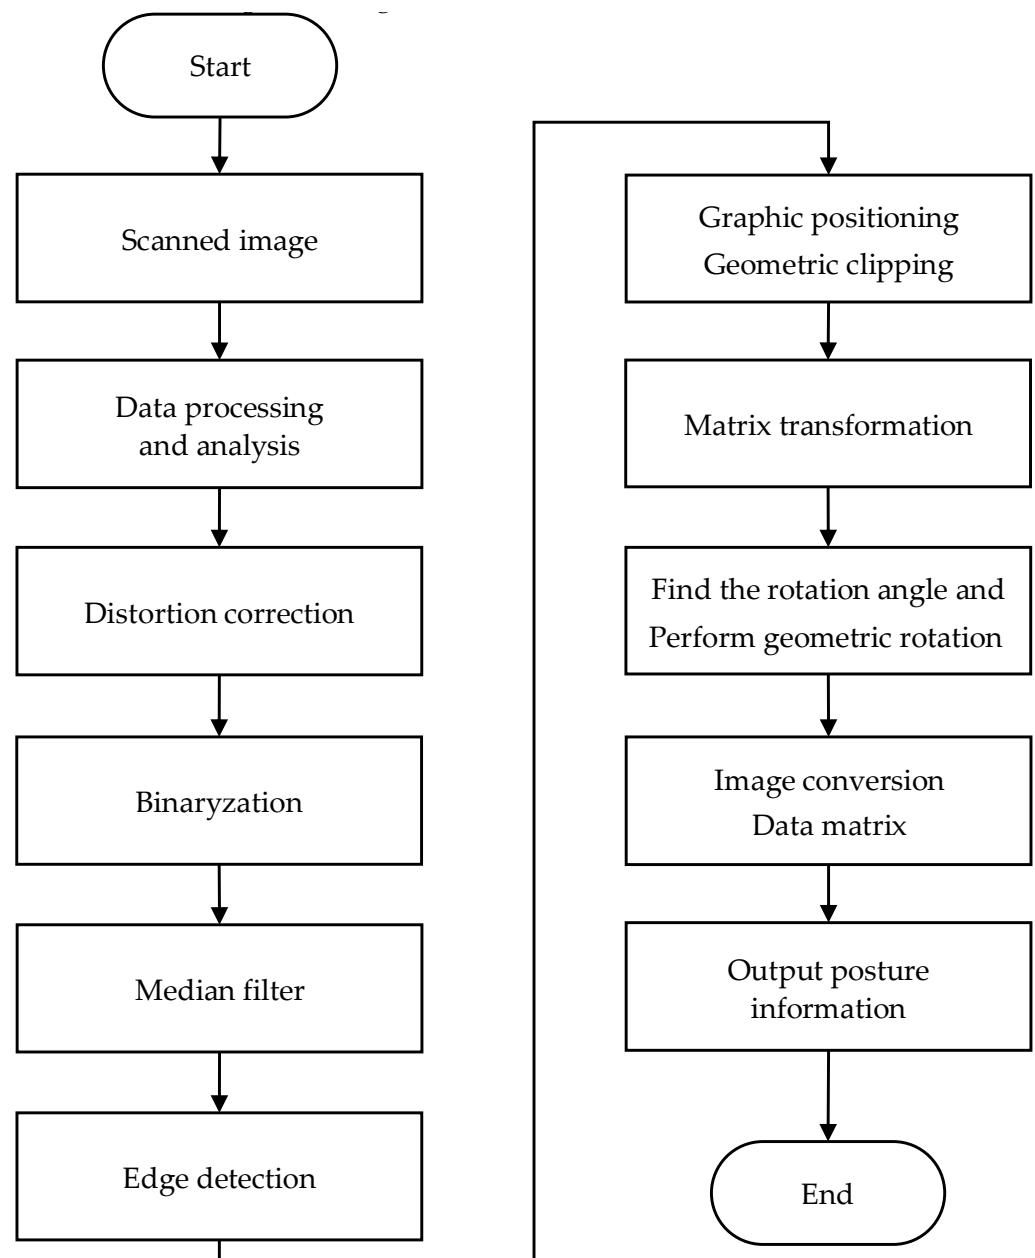 Start
Scanned image
Data processing
and analysis
Distortion correction
Binaryzation
Median filter
Edge detection
Graphic positioning
Geometric clipping
Matrix transformation
Find the rotation angle and
Perform geometric rotation
Image conversion
Data matrix
Output posture
information
End